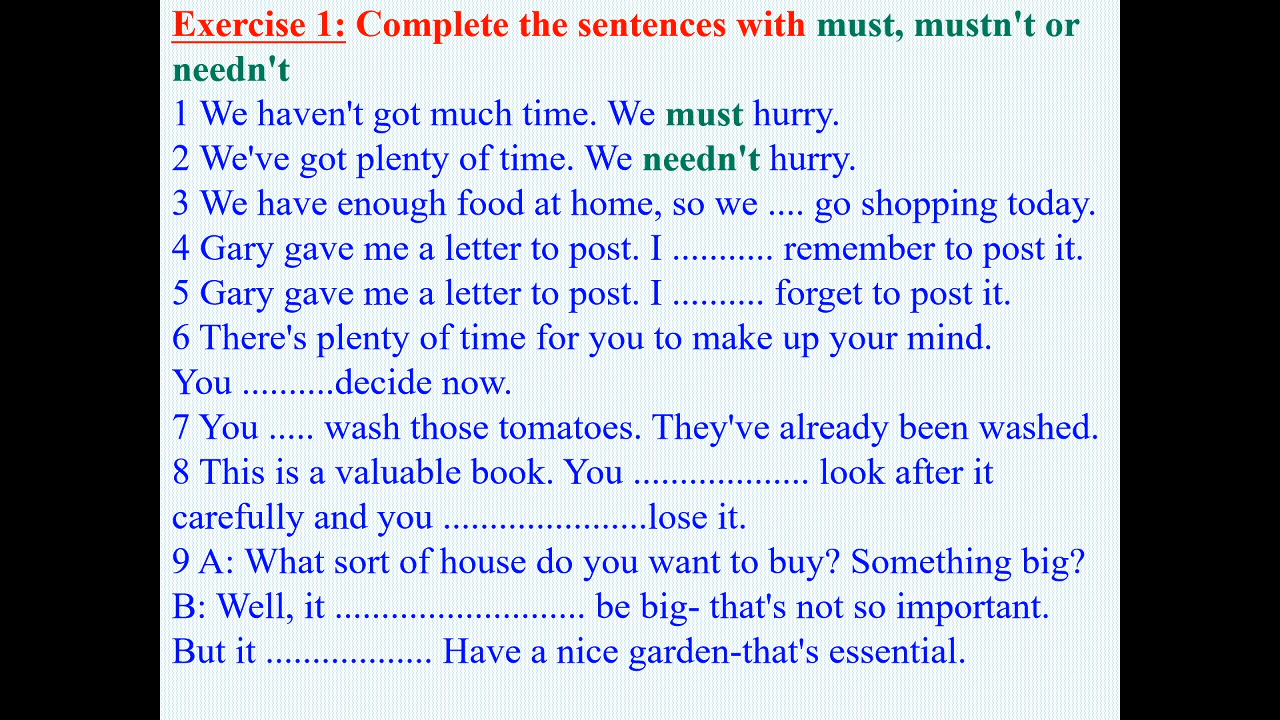 Exercise 1: Complete the sentences with must, mustn't or
needn't
1 We haven't got much time. We must hurry.
2 We've got plenty of time. We needn't hurry.
3 We have enough food at home, so we .... go shopping today.
4 Gary gave me a letter to post. I ........... remember to post it.
5 Gary gave me a letter to post. I .......... forget to post it.
6 There's plenty of time for you to make up your mind.
You ..........decide now.
7 You ..... wash those tomatoes. They've already been washed.
8 This is a valuable book. You ................... look after it
carefully and you ......................lose it.
9 A: What sort of house do you want to buy? Something big?
B: Well, it ........................... be big- that's not so important.
But it .................. Have a nice garden-that's essential.